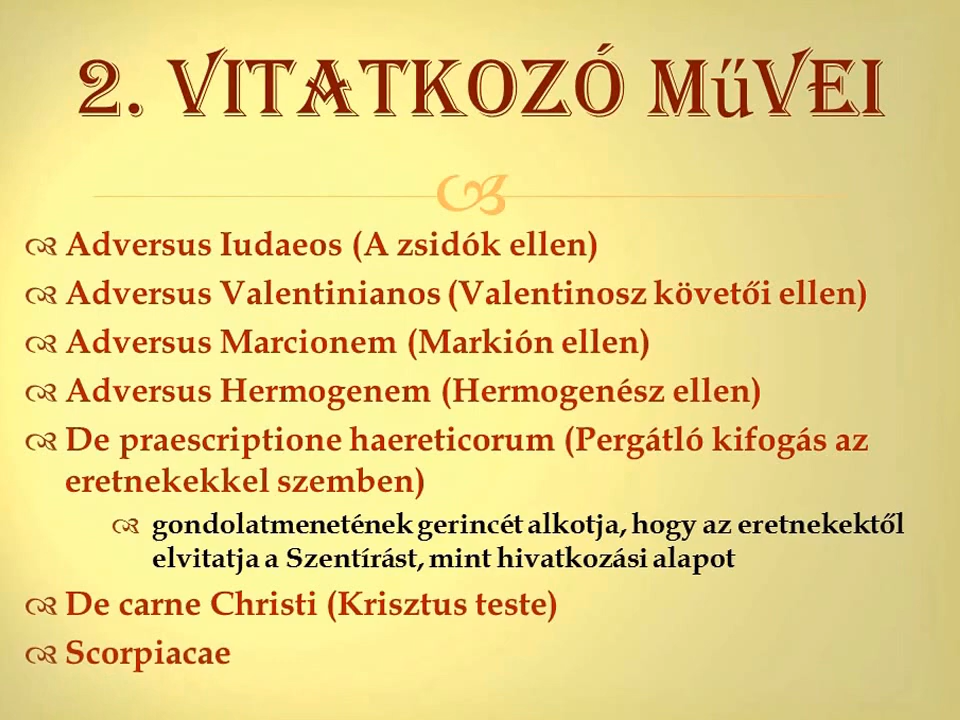 2. Vitatkozó művei
Adversus Iudaeos (A zsidók ellen)
Adversus Valentinianos (Valentinosz követői ellen)
Adversus Marcionem (Markión ellen)
Adversus Hermogenem (Hermogenész ellen)
De praescriptione haereticorum (Pergátló kifogás az
eretnekekkel szemben)
gondolatmenetének gerincét alkotja, hogy az eretnekektől
elvitatja a Szentírást, mint hivatkozási alapot
De carne Christi (Krisztus teste)
Scorpiacae